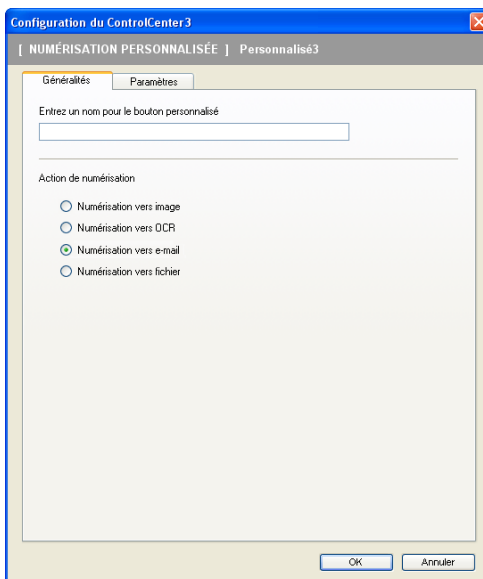 Configuration du ControlCenter3
[ NUMÉRISATION PERSONNALISÉE ] Personnalisé3
Généralités Paramètres
Entrez un nom pour le bouton personnalisé
Action de numérisation
Numérisation vers image
Numérisation vers OCR
Numérisation vers e-mail
Numérisation vers fichier
OK Annuler